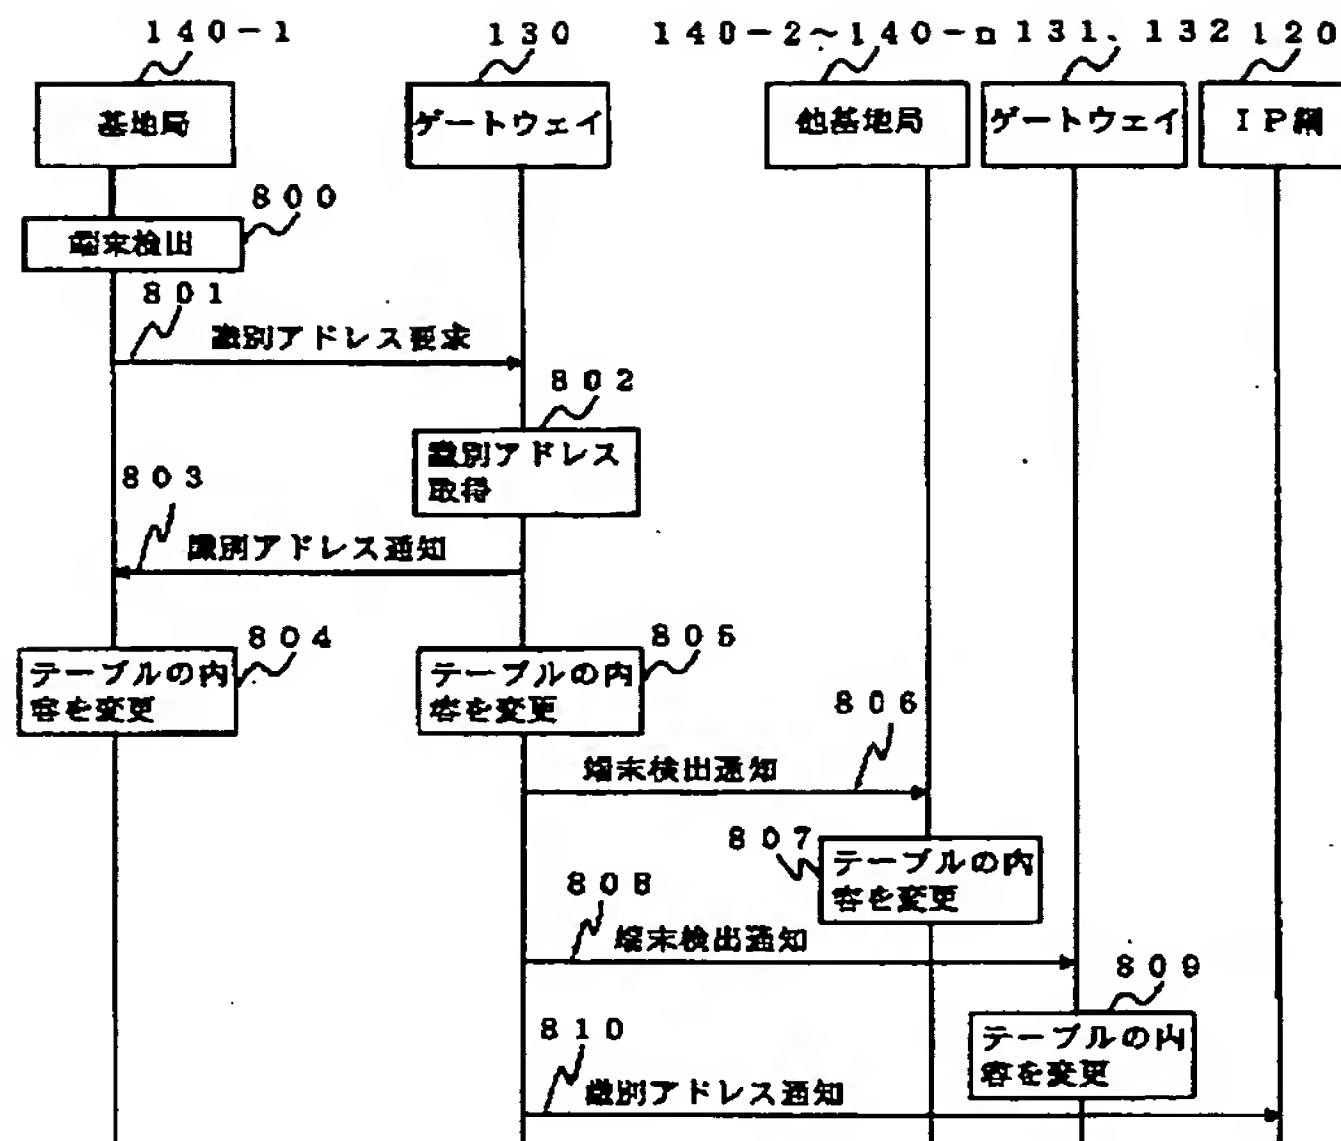 140-1 130 140-2~140-n 131、132 120
基地局 ゲートウェイ 他基地局 ゲートウェイ IP網
800
端末検出
801
識別アドレス要求
802
識別アドレス
取得
803
識別アドレス通知
804
テーブルの内
容を変更
805
テーブルの内
容を変更
806
端末検出通知
807
テーブルの内
容を変更
808
端末検出通知
809
テーブルの内
容を変更
810
識別アドレス通知